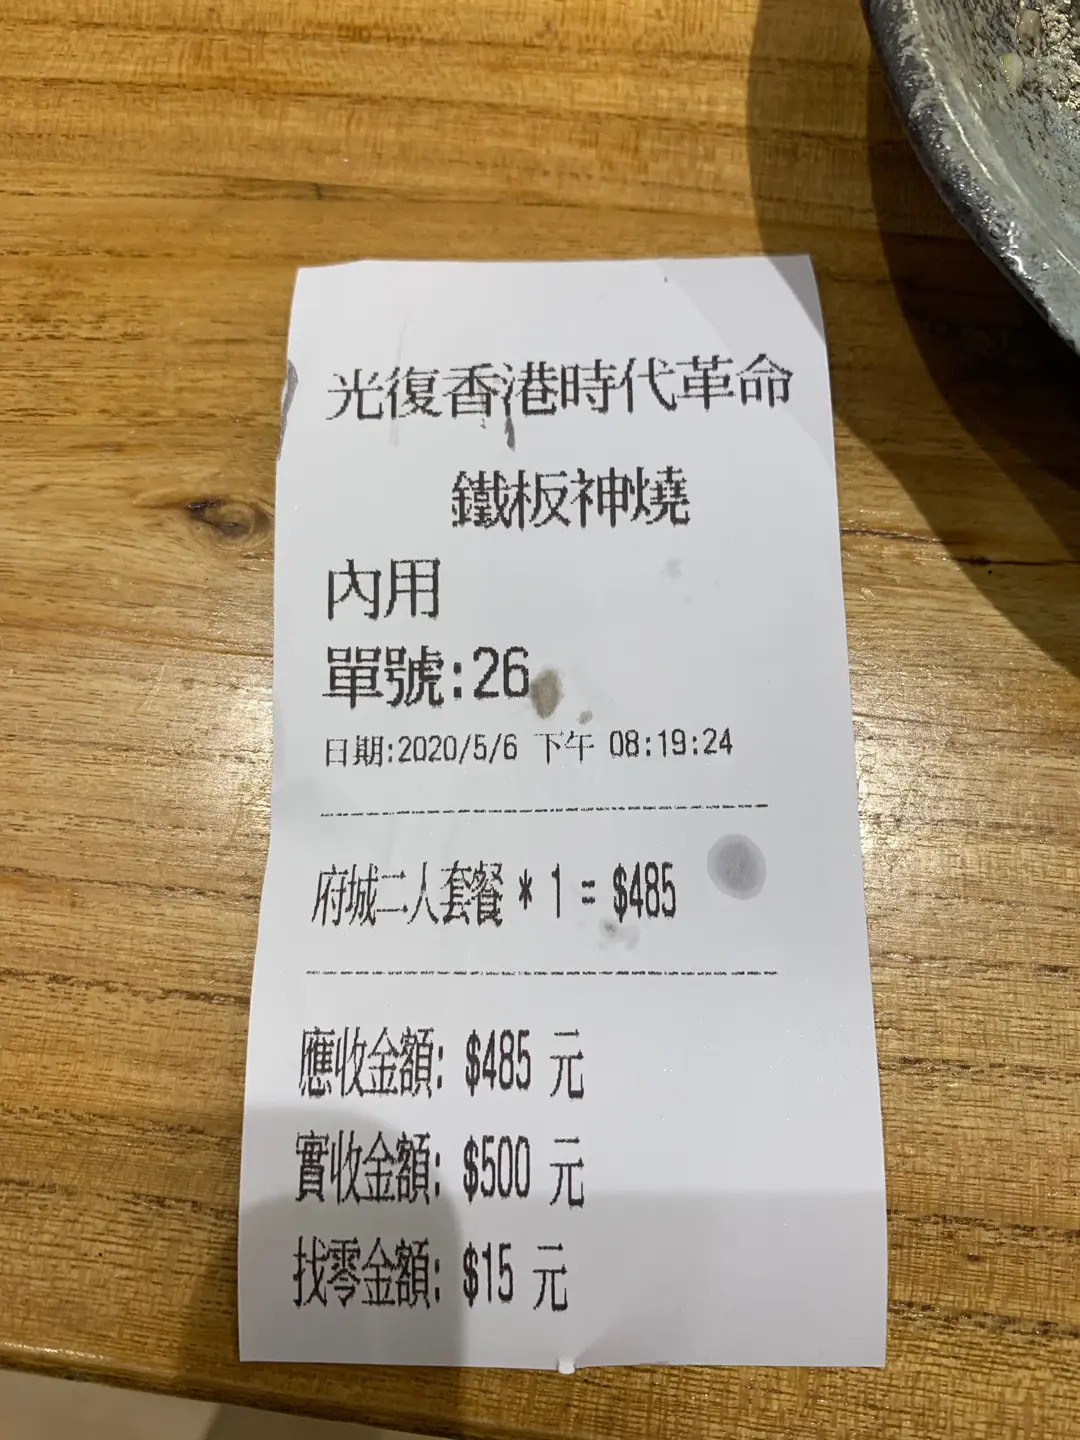 光復香港時代革命
鐵板神燒
內用
單號:26
日期:2020/5/6 下午 08:19:24
府城二人套餐 * 1 = $485
應收金額: $485 元
實收金額: $500 元
找零金額: $15 元